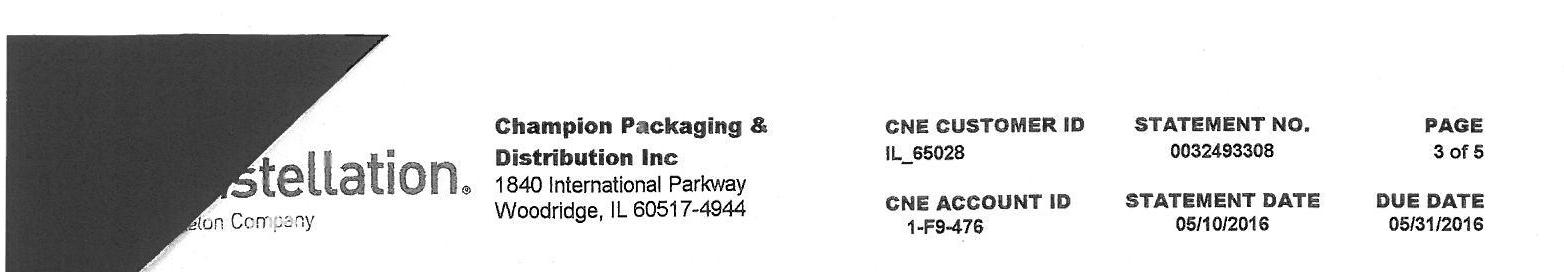 stellation®
Company
Champion Packaging &
Distribution Inc
1840 International Parkway
Woodridge, IL 60517-4944
CNE CUSTOMER ID
IL_65028
STATEMENT NO.
0032493308
PAGE
3 of 5
CNE ACCOUNT ID
1-F9-476
STATEMENT DATE
05/10/2016
DUE DATE
05/31/2016